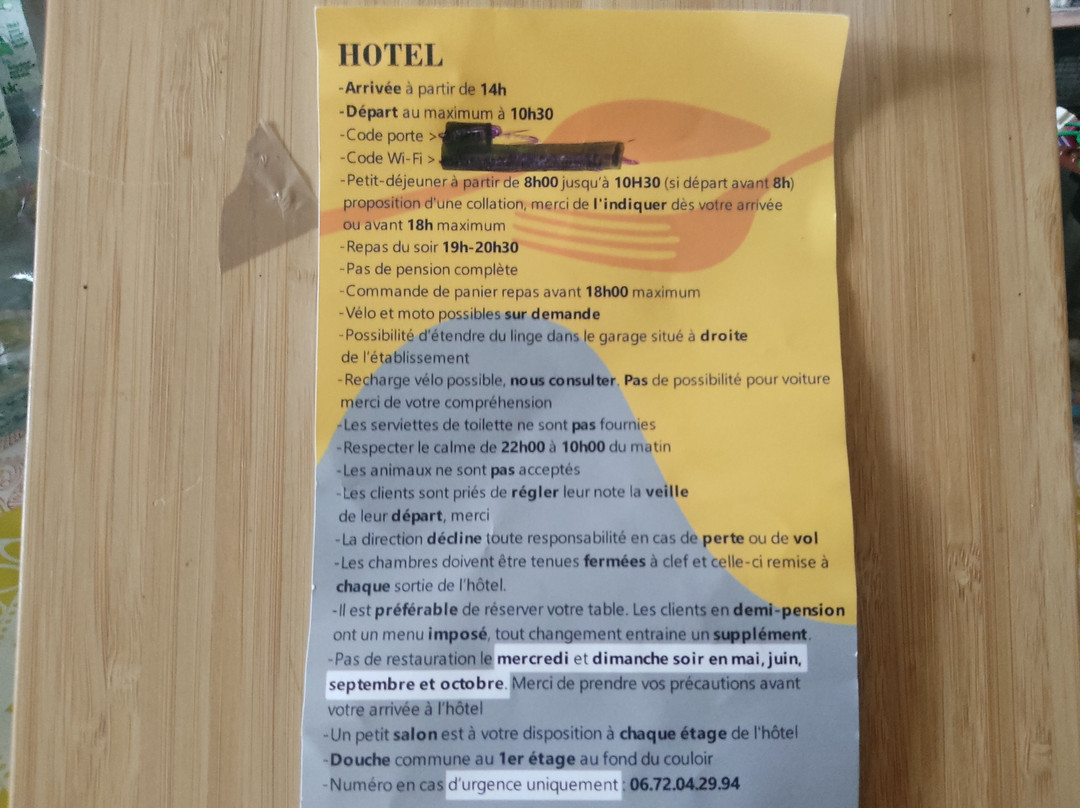 HOTEL
-Arrivée à partir de 14h
-Départ au maximum à 10h30
-Code porte >
-Code Wi-Fi >
-Petit-déjeuner à partir de 8h00 jusqu'à 10H30 (si départ avant 8h)
proposition d'une collation, merci de l'indiquer dès votre arrivée
ou avant 18h maximum
-Repas du soir 19h-20h30
-Pas de pension complète
-Commande de panier repas avant 18h00 maximum
-Vélo et moto possibles sur demande
-Possibilité d'étendre du linge dans le garage situé à droite
de l'établissement
-Recharge vélo possible, nous consulter. Pas de possibilité pour voiture
merci de votre compréhension
-Les serviettes de toilette ne sont pas fournies
-Respecter le calme de 22h00 à 10h00 du matin
-Les animaux ne sont pas acceptés
-Les clients sont priés de régler leur note la veille
de leur départ, merci
-La direction décline toute responsabilité en cas de perte ou de vol
-Les chambres doivent être tenues fermées à clef et celle-ci remise à
chaque sortie de l'hôtel.
-Il est préférable de réserver votre table. Les clients en demi-pension
ont un menu imposé, tout changement entraine un supplément.
-Pas de restauration le mercredi et dimanche soir en mai, juin,
septembre et octobre. Merci de prendre vos précautions avant
votre arrivée à l'hôtel
-Un petit salon est à votre disposition à chaque étage de l'hôtel
-Douche commune au 1er étage au fond du couloir
-Numéro en cas d'urgence uniquement : 06.72.04.29.94